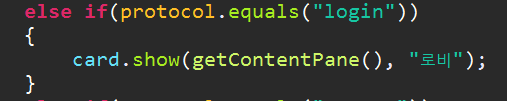 else if(protocol.equals("login"))
{
card.show(getContentPane(), "로비");
}